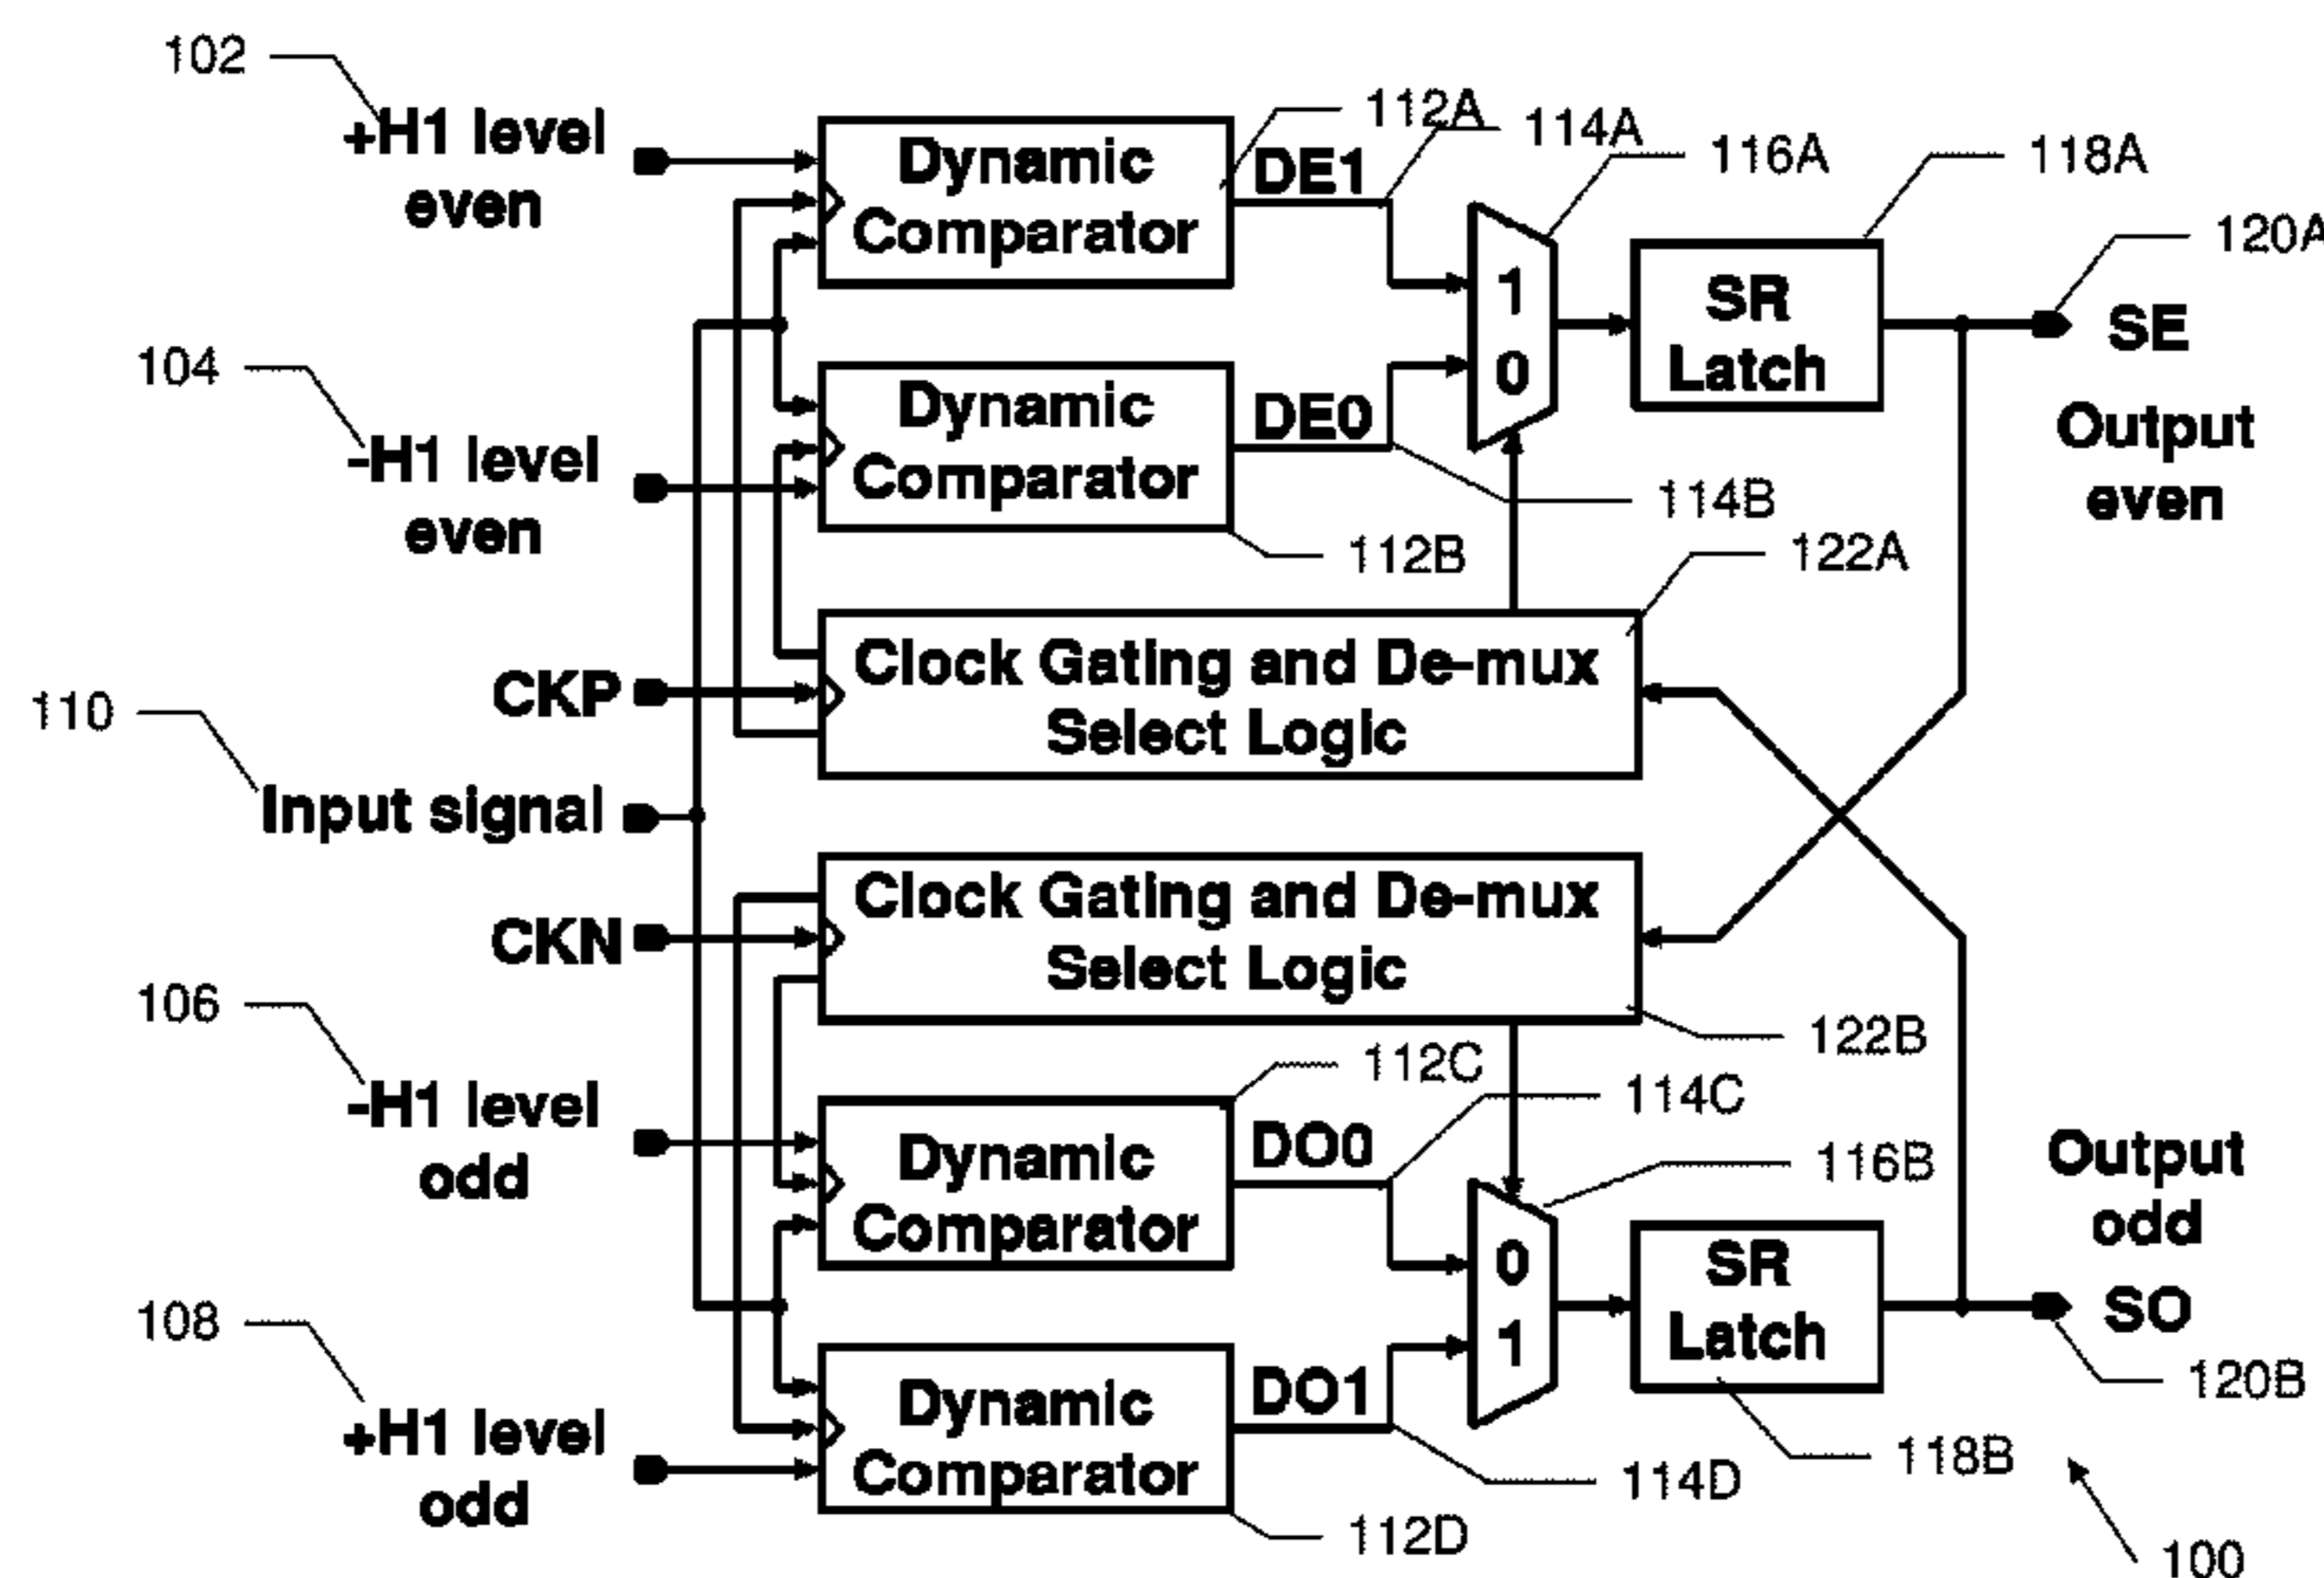 102
+H1 level
even
Dynamic
Comparator
112A
DE1
114A
116A
1
0
118A
SR
Latch
120A
SE
Output
even
104
-H1 level
even
Dynamic
Comparator
DE0
114B
112B
122A
CKP
Clock Gating and De-mux
Select Logic
110
Input signal
CKN
Clock Gating and De-mux
Select Logic
122B
106
-H1 level
odd
Dynamic
Comparator
112C
DO0
114C
116B
0
1
SR
Latch
118B
Output
odd
SO
120B
108
+H1 level
odd
Dynamic
Comparator
DO1
114D
112D
100